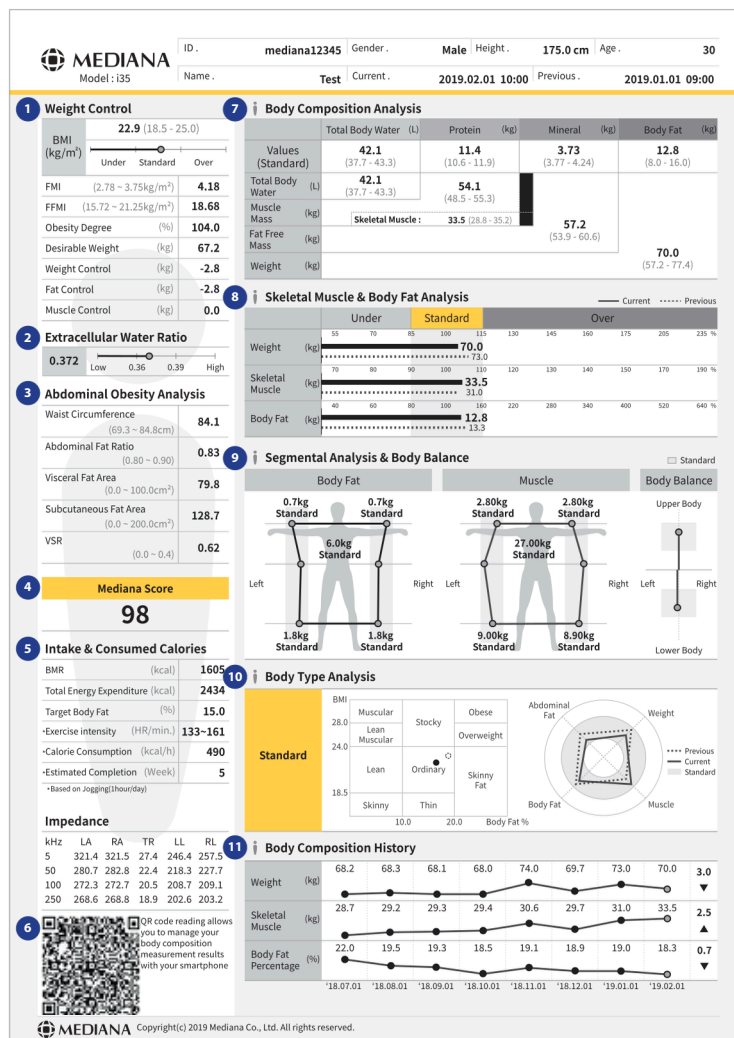 MEDIANA
Model : i35
ID . mediana12345 Gender . Male Height . 175.0 cm Age . 30
Name . Test Current . 2019.02.01 10:00 Previous . 2019.01.01 09:00
1 Weight Control
BMI (kg/m²) 22.9 (18.5 - 25.0)
Under Standard Over
FMI (2.78 ~ 3.75kg/m²) 4.18
FFMI (15.72 ~ 21.25kg/m²) 18.68
Obesity Degree (%) 104.0
Desirable Weight (kg) 67.2
Weight Control (kg) -2.8
Fat Control (kg) -2.8
Muscle Control (kg) 0.0
2 Extracellular Water Ratio
0.372
Low 0.36 0.39 High
3 Abdominal Obesity Analysis
Waist Circumference (69.3 ~ 84.8cm) 84.1
Abdominal Fat Ratio (0.80 ~ 0.90) 0.83
Visceral Fat Area (0.0 ~ 100.0cm²) 79.8
Subcutaneous Fat Area (0.0 ~ 200.0cm²) 128.7
VSR (0.0 ~ 0.4) 0.62
4 Mediana Score
98
5 Intake & Consumed Calories
BMR (kcal) 1605
Total Energy Expenditure (kcal) 2434
Target Body Fat (%) 15.0
•Exercise intensity (HR/min.) 133~161
•Calorie Consumption (kcal/h) 490
•Estimated Completion (Week) 5
•Based on Jogging(1hour/day)
Impedance
kHz LA RA TR LL RL
5 321.4 321.5 27.4 246.4 257.5
50 280.7 282.8 22.4 218.3 227.7
100 272.3 272.7 20.5 208.7 209.1
250 268.6 268.8 18.9 202.6 203.2
6
QR code reading allows
you to manage your
body composition
measurement results
with your smartphone
7 Body Composition Analysis
Total Body Water (L) Protein (kg) Mineral (kg) Body Fat (kg)
Values (Standard) 42.1 11.4 3.73 12.8
(37.7 - 43.3) (10.6 - 11.9) (3.77 - 4.24) (8.0 - 16.0)
Total Body Water (L) 42.1 (37.7 - 43.3)
54.1 (48.5 - 55.3)
Muscle Mass (kg)
Skeletal Muscle : 33.5 (28.8 - 35.2)
57.2 (53.9 - 60.6)
Fat Free Mass (kg)
70.0 (57.2 - 77.4)
Weight (kg)
8 Skeletal Muscle & Body Fat Analysis
Current Previous
Under Standard Over
55 70 85 100 115 130 145 160 175 205 235 %
Weight (kg) 70.0
73.0
70 80 90 100 110 120 130 140 150 170 190 %
Skeletal Muscle (kg) 33.5
31.0
40 60 80 100 160 220 280 340 400 520 640 %
Body Fat (kg) 12.8
13.3
9 Segmental Analysis & Body Balance
Standard
Body Fat Muscle Body Balance
0.7kg Standard 0.7kg Standard
6.0kg Standard
Left Right
1.8kg Standard 1.8kg Standard
2.80kg Standard 2.80kg Standard
27.00kg Standard
Left Right
9.00kg Standard 8.90kg Standard
Upper Body
Left Right
Lower Body
10 Body Type Analysis
Standard
BMI
28.0
24.0
18.5
Muscular Stocky Obese
Lean Muscular Overweight
Lean Ordinary Skinny Fat
Skinny Thin
10.0 20.0 Body Fat %
Abdominal Fat Weight
Body Fat Muscle
Previous
Current
Standard
11 Body Composition History
Weight (kg) 68.2 68.3 68.1 68.0 74.0 69.7 73.0 70.0 3.0 ▼
Skeletal Muscle (kg) 28.7 29.2 29.3 29.4 30.6 29.7 31.0 33.5 2.5 ▲
Body Fat Percentage (%) 22.0 19.5 19.3 18.5 19.1 18.9 19.0 18.3 0.7 ▼
'18.07.01 '18.08.01 '18.09.01 '18.10.01 '18.11.01 '18.12.01 '19.01.01 '19.02.01
MEDIANA Copyright(c) 2019 Mediana Co., Ltd. All rights reserved.